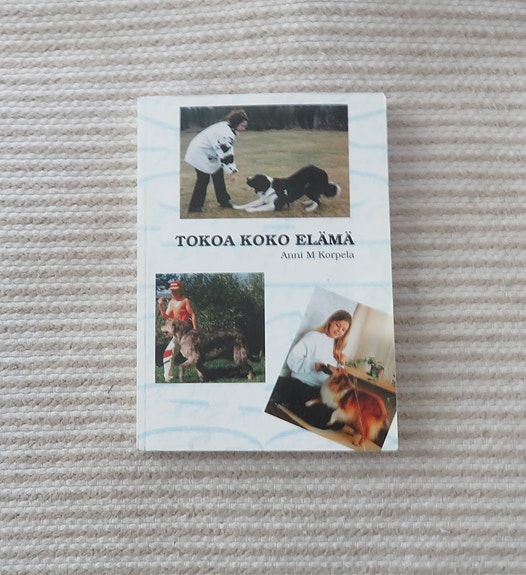 TOKOA KOKO ELÄMÄ
Anni M Korpela